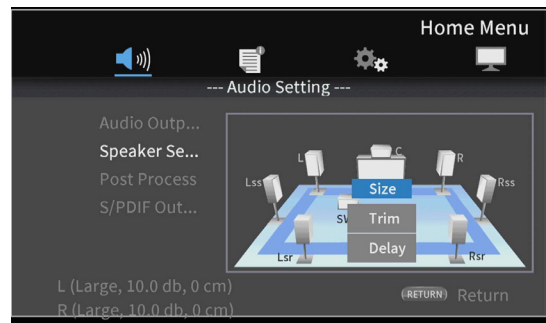 Home Menu
--- Audio Setting ---
Audio Outp...
Speaker Se...
Post Process
S/PDIF Out...
L
C
R
Lss
Size
Rss
SW
Trim
Delay
Lsr
Rsr
L (Large, 10.0 db, 0 cm)
RETURN Return
R (Large, 10.0 db, 0 cm)